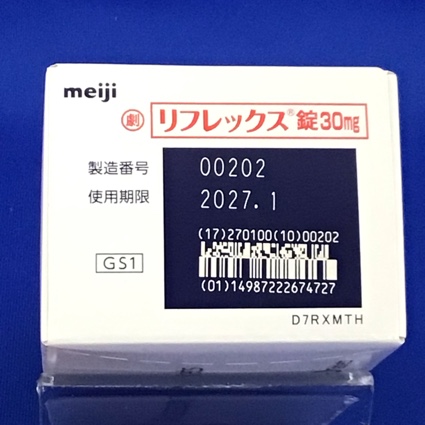 meiji
劇 リフレックス®錠30mg
製造番号 00202
使用期限 2027.1
(17)270100(10)00202
GS1
(01)14987222674727
D7RXMTH